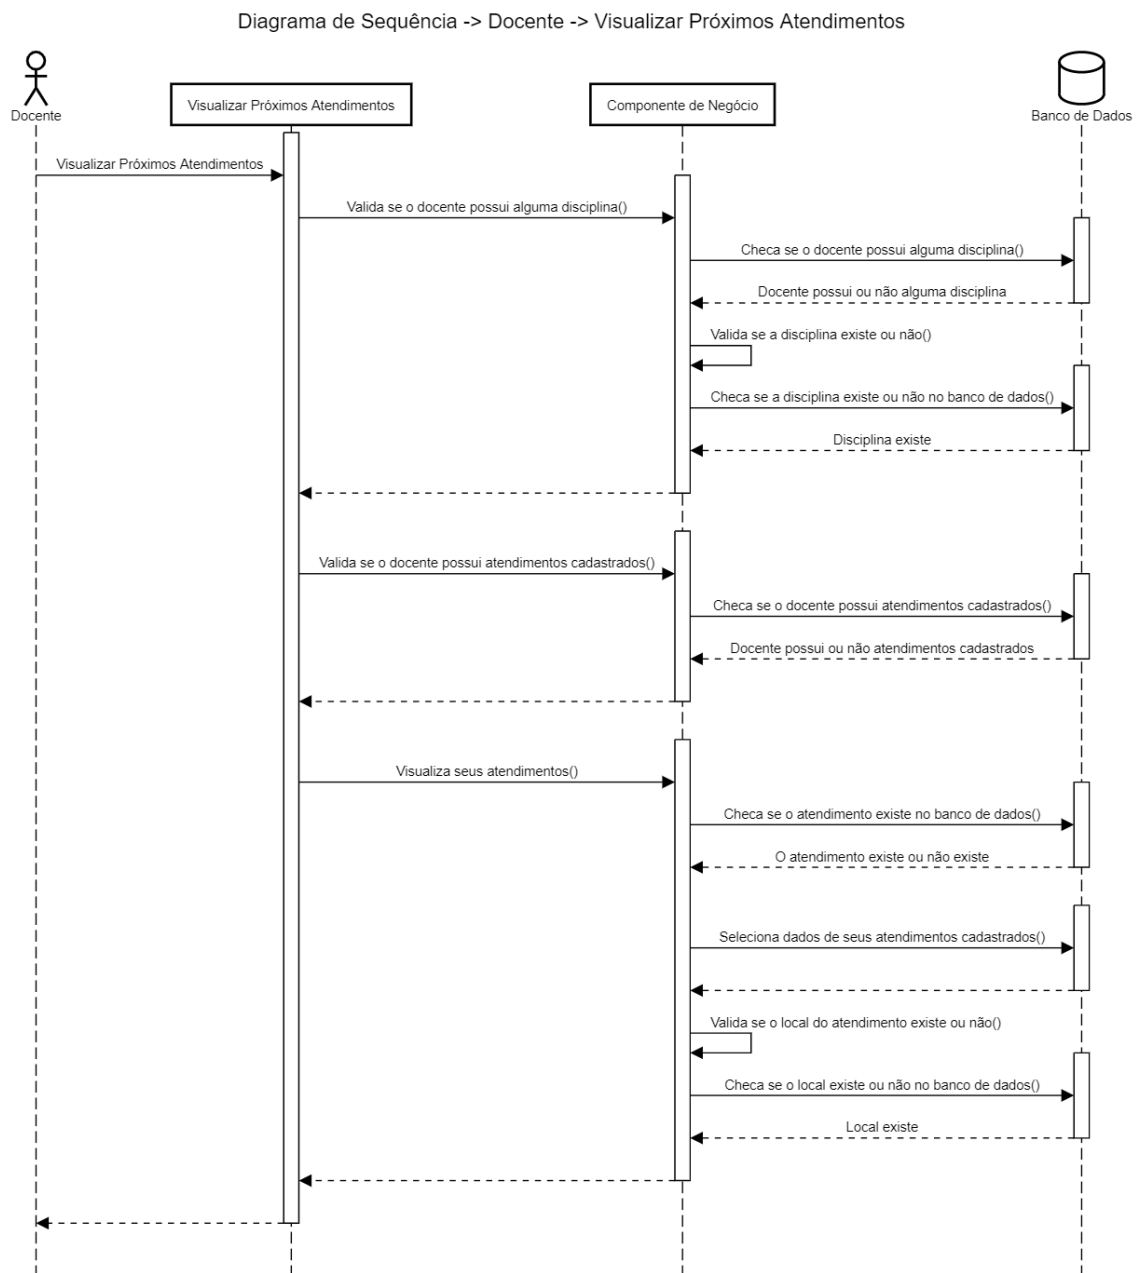 Diagrama de Sequência -> Docente -> Visualizar Próximos Atendimentos
Docente
Visualizar Próximos Atendimentos
Componente de Negócio
Banco de Dados
Visualizar Próximos Atendimentos
Valida se o docente possui alguma disciplina()
Checa se o docente possui alguma disciplina()
Docente possui ou não alguma disciplina
Valida se a disciplina existe ou não()
Checa se a disciplina existe ou não no banco de dados()
Disciplina existe
Valida se o docente possui atendimentos cadastrados()
Checa se o docente possui atendimentos cadastrados()
Docente possui ou não atendimentos cadastrados
Visualiza seus atendimentos()
Checa se o atendimento existe no banco de dados()
O atendimento existe ou não existe
Seleciona dados de seus atendimentos cadastrados()
Valida se o local do atendimento existe ou não()
Checa se o local existe ou não no banco de dados()
Local existe